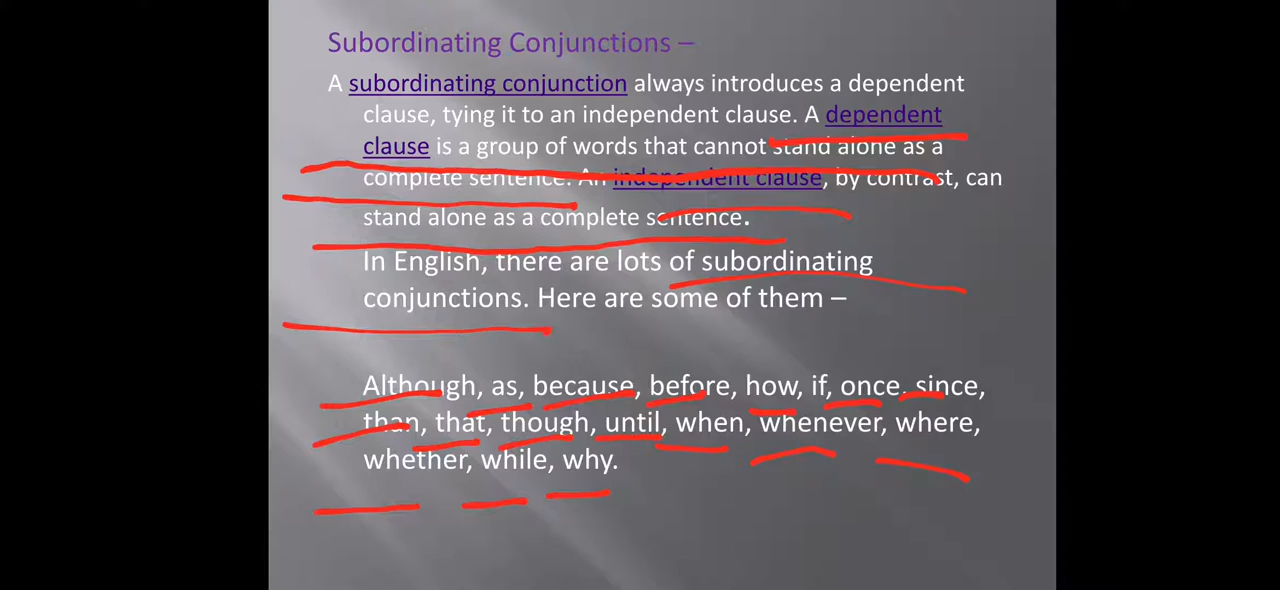 Subordinating Conjunctions –
A subordinating conjunction always introduces a dependent
clause, tying it to an independent clause. A dependent
clause is a group of words that cannot stand alone as a
complete sentence. An independent clause, by contrast, can
stand alone as a complete sentence.
In English, there are lots of subordinating
conjunctions. Here are some of them –
Although, as, because, before, how, if, once, since,
than, that, though, until, when, whenever, where,
whether, while, why.